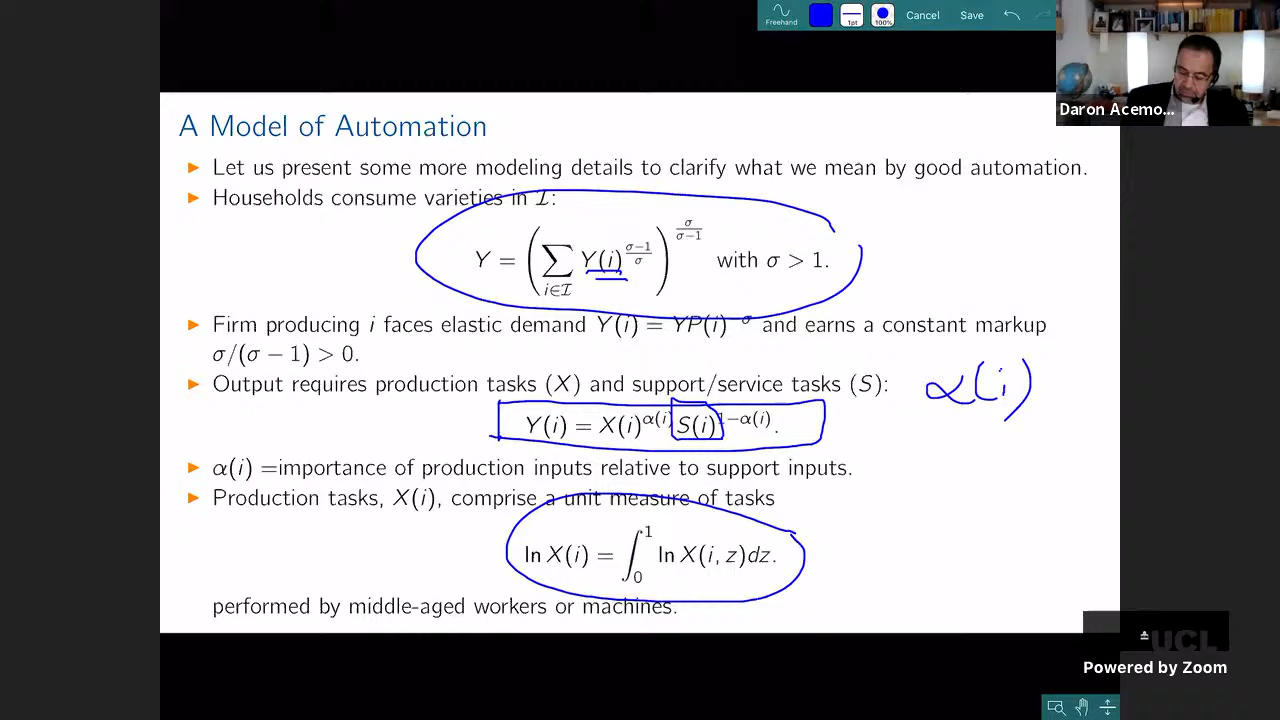 Freehand
1pt
100%
Cancel
Save
Daron Acemo...
A Model of Automation
Let us present some more modeling details to clarify what we mean by good automation.
Households consume varieties in ℐ:
Y = (∑_{i∈ℐ} Y(i)^{(σ−1)/σ})^{σ/(σ−1)} with σ > 1.
Firm producing i faces elastic demand Y(i) = YP(i)^{−σ} and earns a constant markup
σ/(σ − 1) > 0.
Output requires production tasks (X) and support/service tasks (S):
α(i)
Y(i) = X(i)^{α(i)} S(i)^{1−α(i)}.
α(i) =importance of production inputs relative to support inputs.
Production tasks, X(i), comprise a unit measure of tasks
ln X(i) = ∫_0^1 ln X(i, z)dz.
performed by middle-aged workers or machines.
UCL
Powered by Zoom